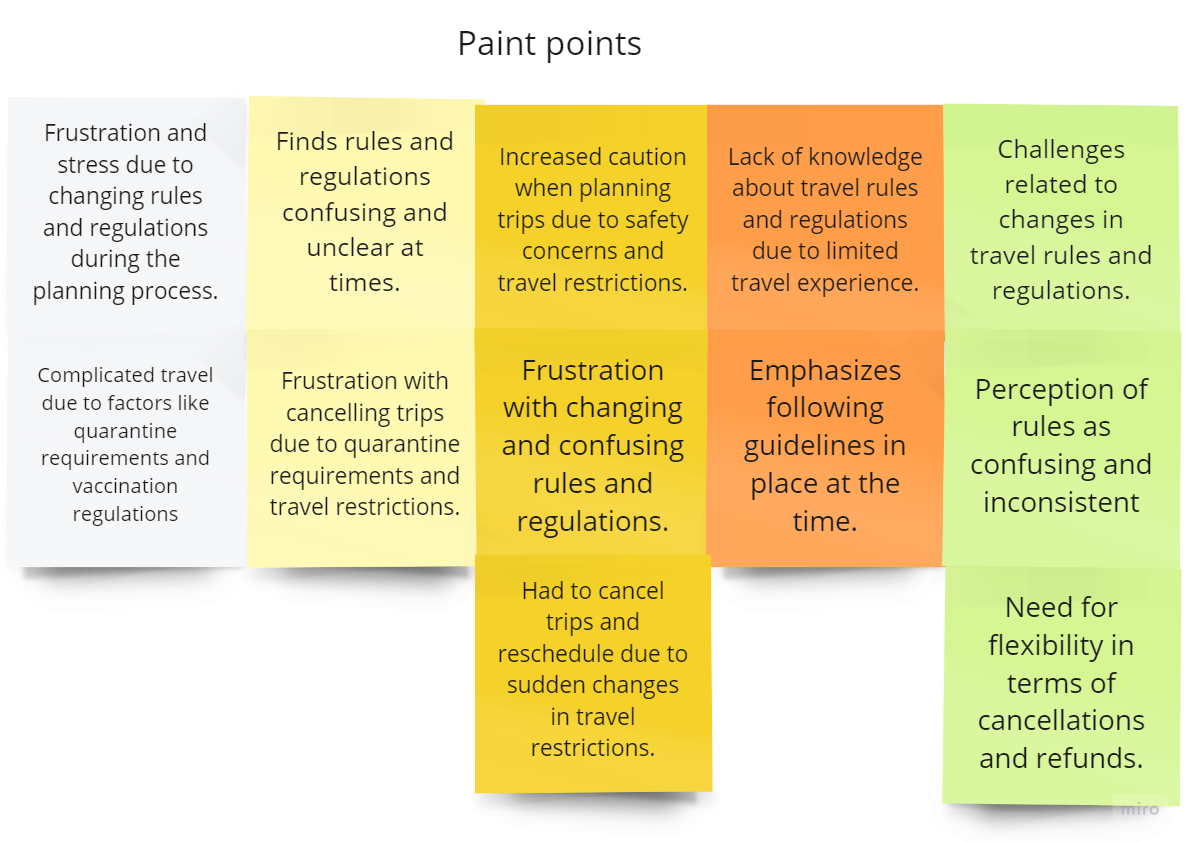 Paint points
Frustration and
stress due to
changing rules
and regulations
during the
planning process.
Finds rules and
regulations
confusing and
unclear at
times.
Increased caution
when planning
trips due to safety
concerns and
travel restrictions.
Lack of knowledge
about travel rules
and regulations
due to limited
travel experience.
Challenges
related to
changes in
travel rules and
regulations.
Complicated travel
due to factors like
quarantine
requirements and
vaccination
regulations
Frustration with
cancelling trips
due to quarantine
requirements and
travel restrictions.
Frustration
with changing
and confusing
rules and
regulations.
Emphasizes
following
guidelines in
place at the
time.
Perception of
rules as
confusing and
inconsistent
Had to cancel
trips and
reschedule due to
sudden changes
in travel
restrictions.
Need for
flexibility in
terms of
cancellations
and refunds.
miro